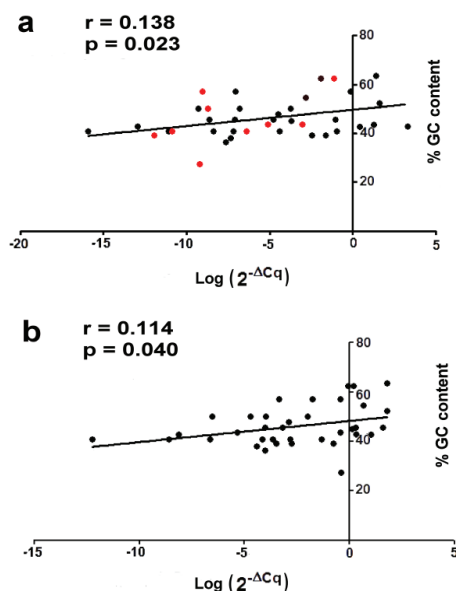 a
r = 0.138
p = 0.023
80
60
40
20
% GC content
-20
-15
-10
-5
0
5
Log (2^-ΔCq)
b
r = 0.114
p = 0.040
80
60
40
20
% GC content
-15
-10
-5
0
5
Log (2^-ΔCq)